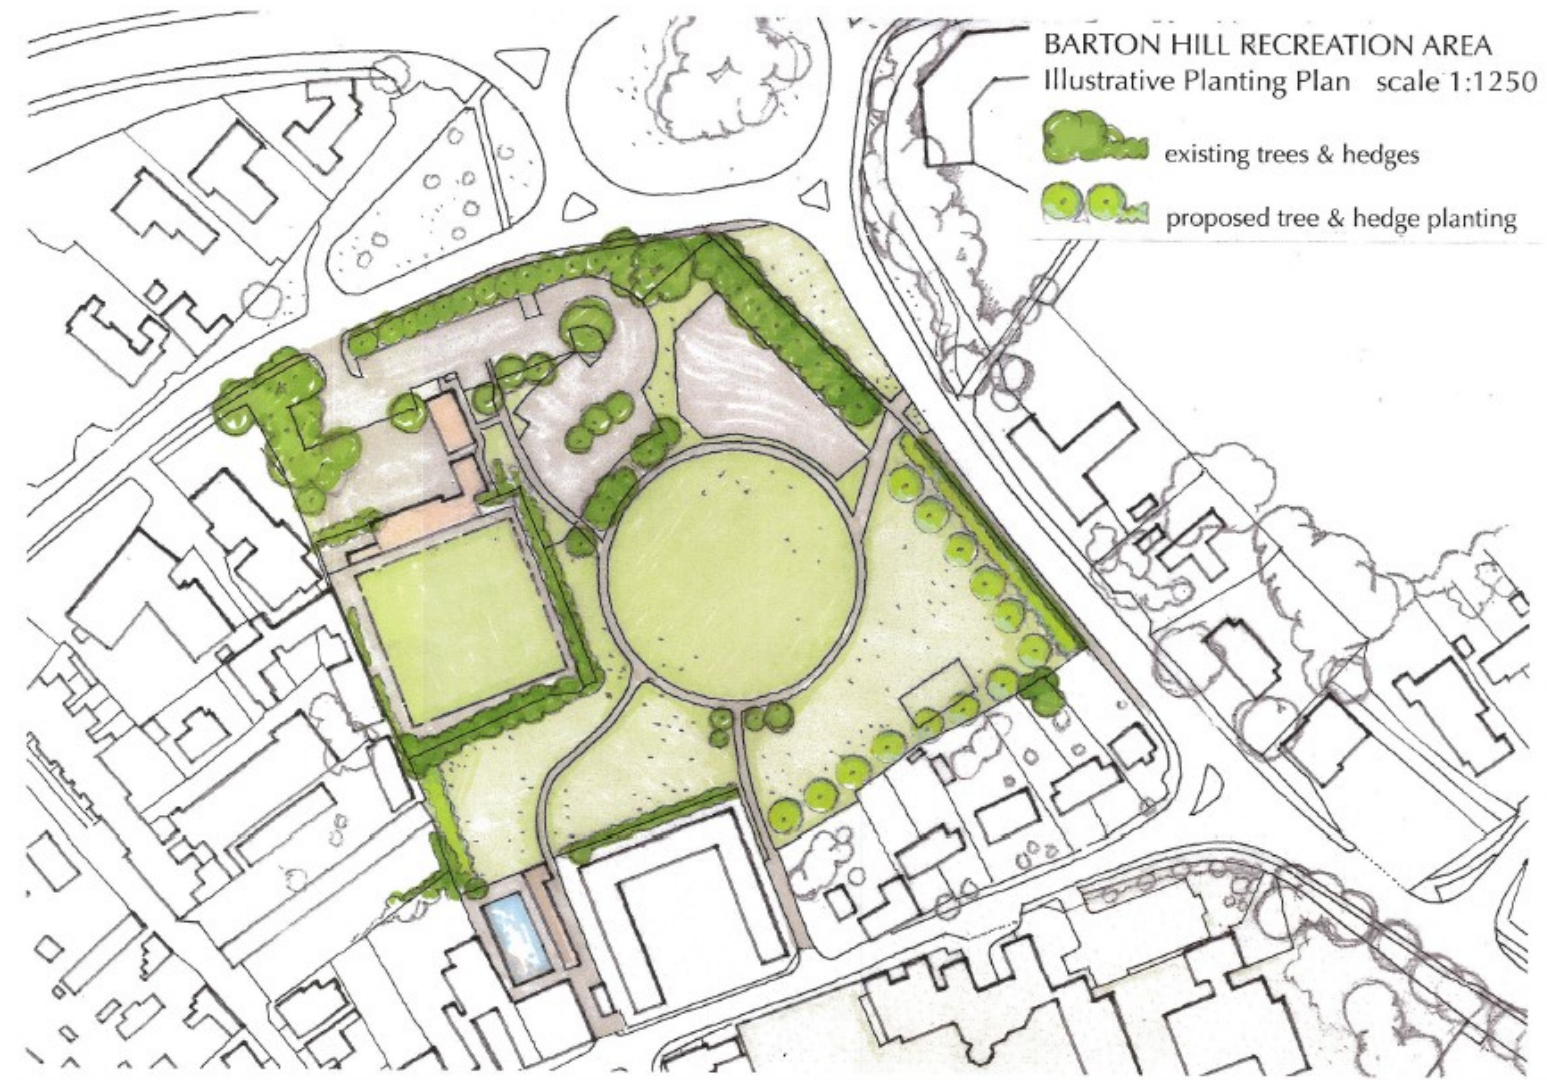 BARTON HILL RECREATION AREA
Illustrative Planting Plan scale 1:1250
existing trees & hedges
proposed tree & hedge planting